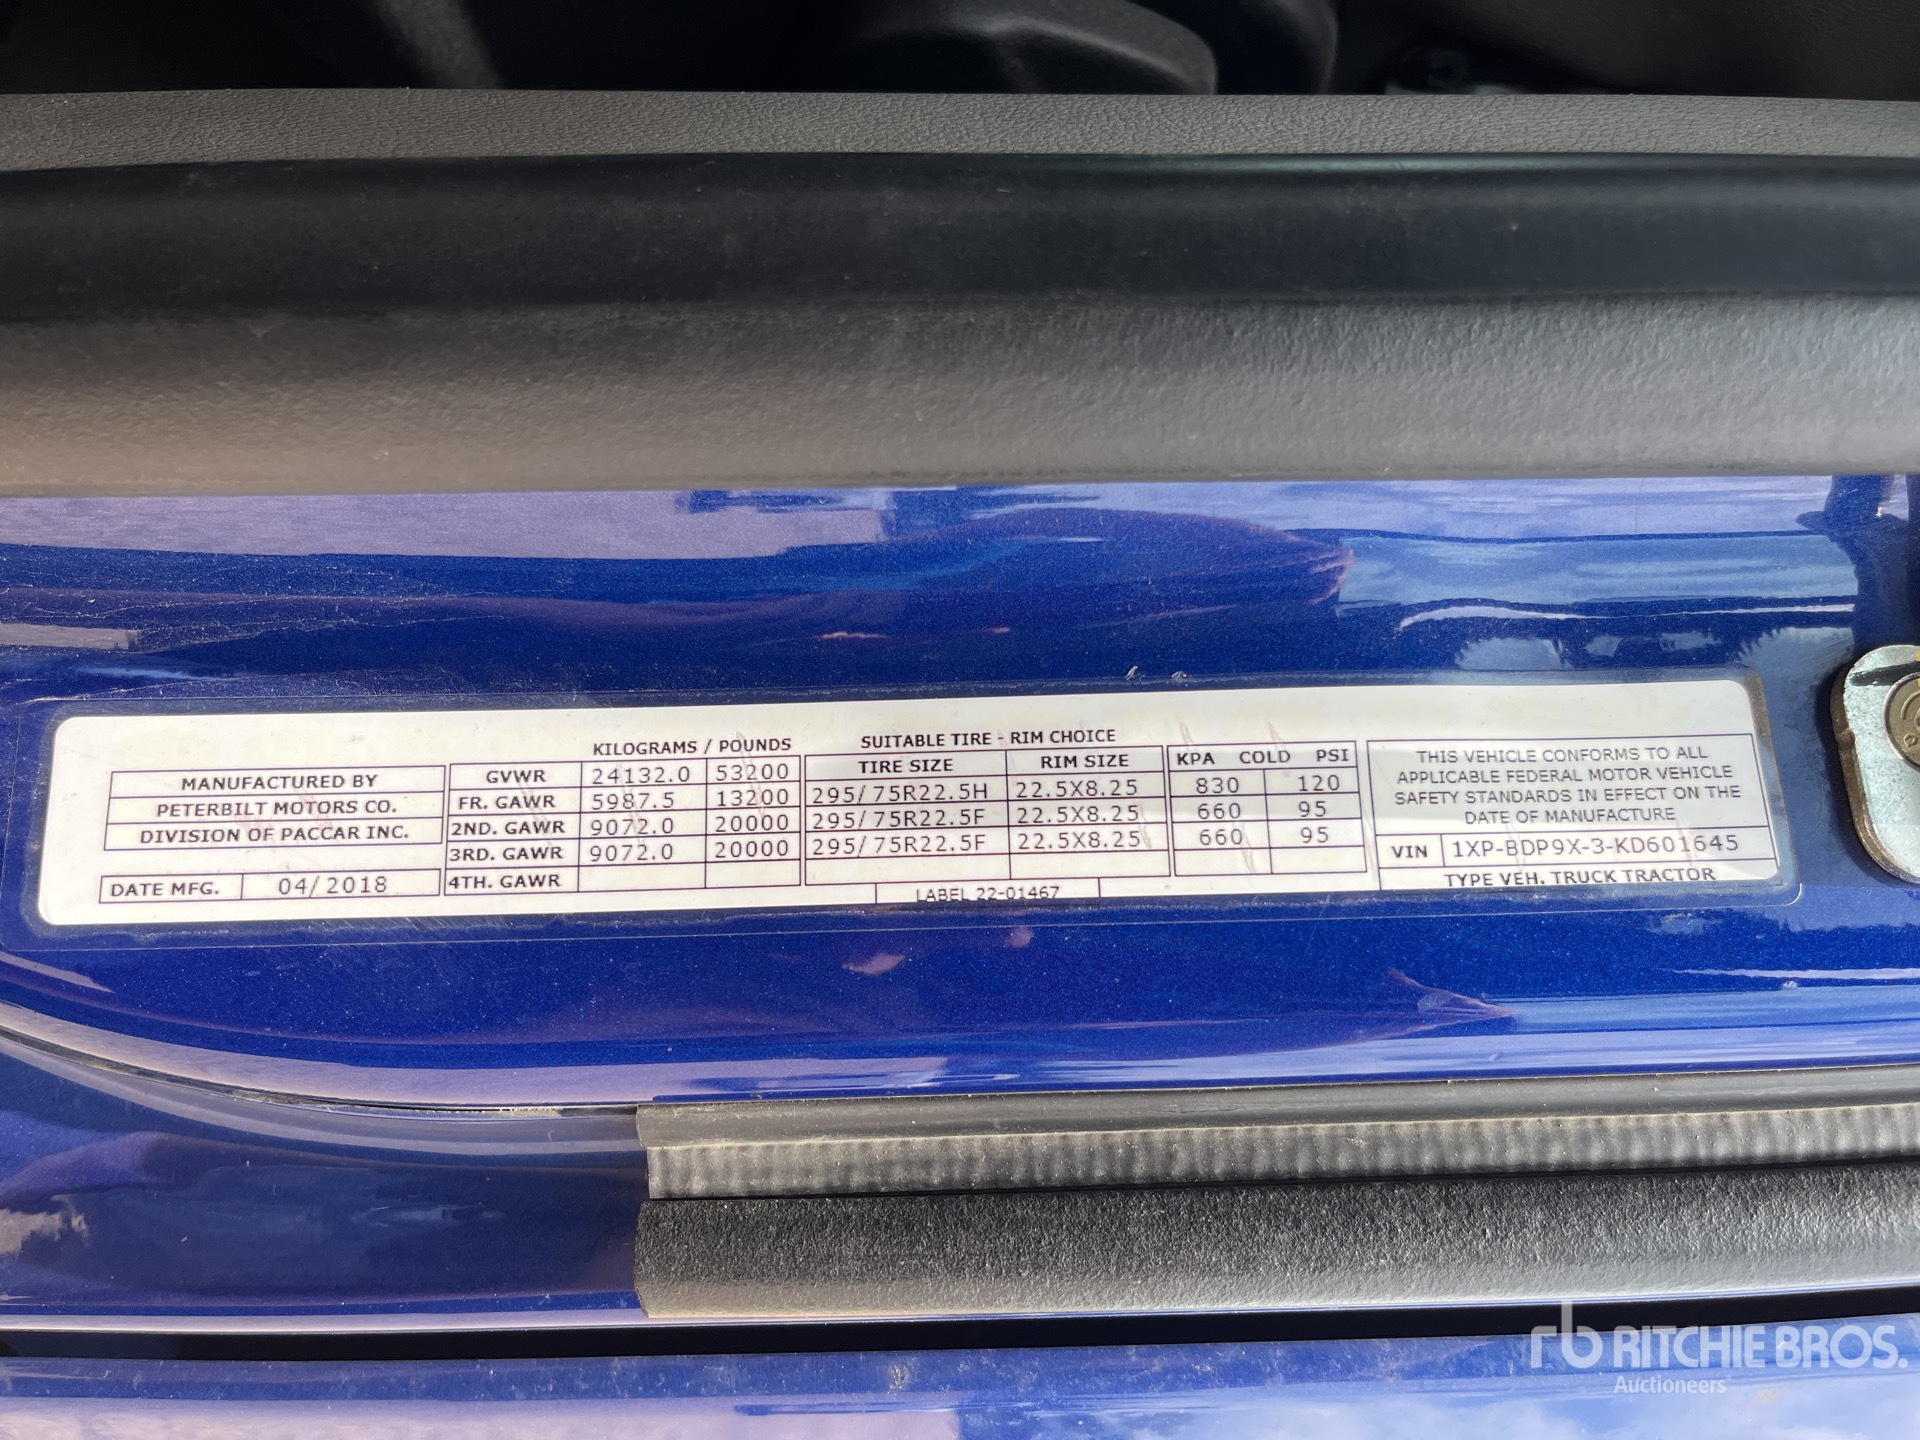 MANUFACTURED BY
PETERBILT MOTORS CO.
DIVISION OF PACCAR INC.
DATE MFG. 04/2018
KILOGRAMS / POUNDS
GVWR 24132.0 53200
FR. GAWR 5987.5 13200
2ND. GAWR 9072.0 20000
3RD. GAWR 9072.0 20000
4TH. GAWR
SUITABLE TIRE - RIM CHOICE
TIRE SIZE RIM SIZE
295/75R22.5H 22.5X8.25
295/75R22.5F 22.5X8.25
295/75R22.5F 22.5X8.25
LABEL 22-01467
KPA COLD PSI
830 120
660 95
660 95
THIS VEHICLE CONFORMS TO ALL
APPLICABLE FEDERAL MOTOR VEHICLE
SAFETY STANDARDS IN EFFECT ON THE
DATE OF MANUFACTURE
VIN 1XP-BDP9X-3-KD601645
TYPE VEH. TRUCK TRACTOR
rb RITCHIE BROS.
Auctioneers